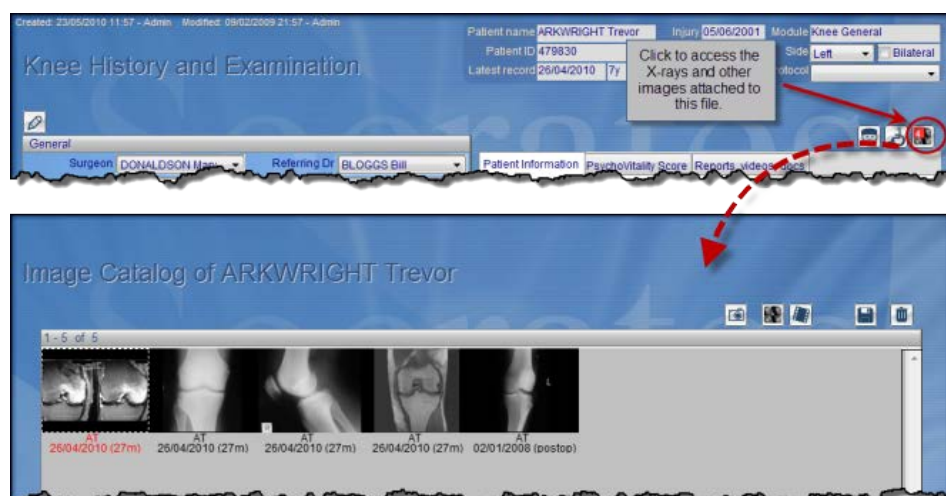 Created: 23/05/2010 11:57 - Admin Modified: 09/02/2009 21:57 - Admin
Patient name ARKWRIGHT Trevor Injury 05/06/2001 Module Knee General
Patient ID 479830 Side Left Bilateral
Knee History and Examination
Latest record 26/04/2010 7y
Click to access the
X-rays and other
images attached to
this file.
General
Surgeon DONALDSON Mary Referring Dr BLOGGS Bill Patient Information PsychoVitality Score Reports, videos, docs
Image Catalog of ARKWRIGHT Trevor
1 - 5 of 5
L
AT AT AT AT AT
26/04/2010 (27m) 26/04/2010 (27m) 26/04/2010 (27m) 26/04/2010 (27m) 02/01/2008 (postop)